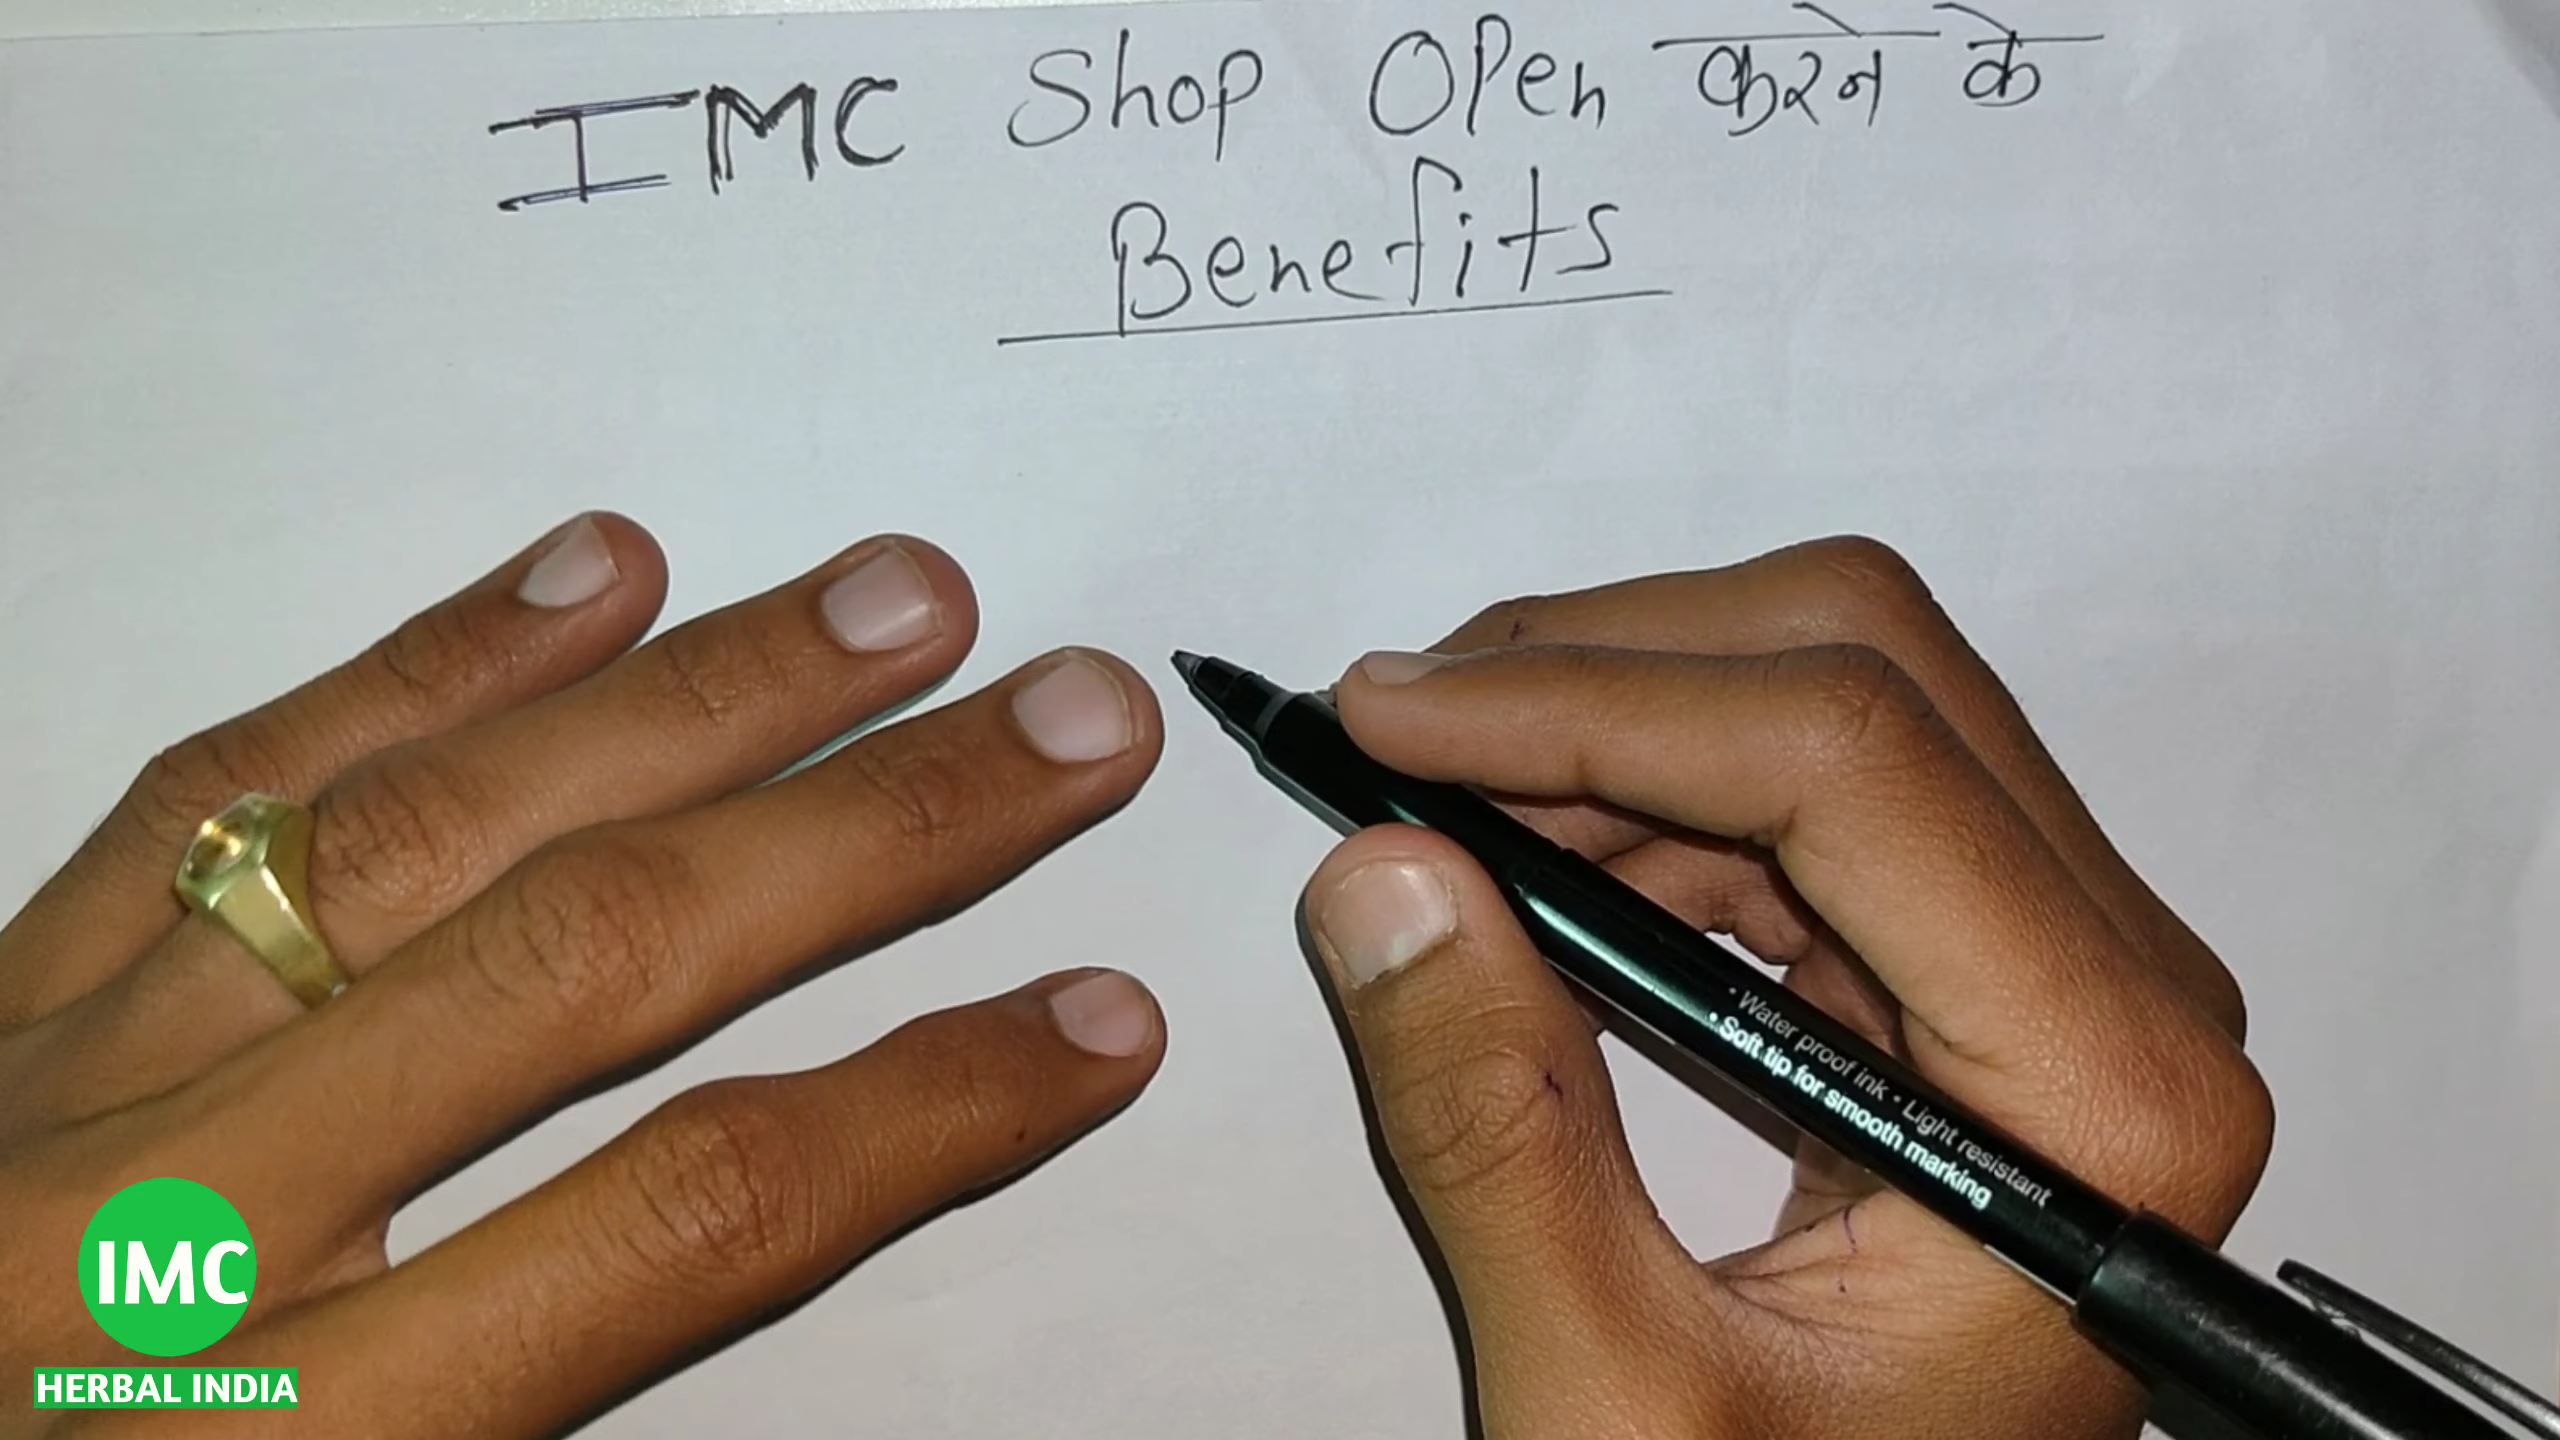 IMC Shop Open करने के
Benefits
• Water proof ink • Light resistant
• Soft tip for smooth marking
IMC
HERBAL INDIA